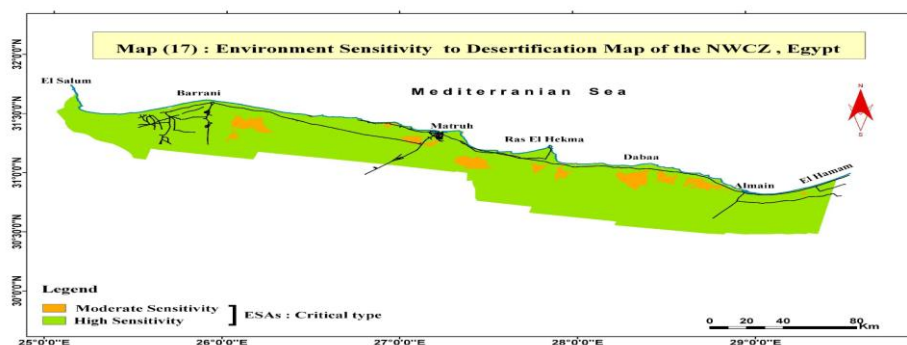 Map (17) : Environment Sensitivity to Desertification Map of the NWCZ , Egypt
El Salum
Barrani
Mediterranian Sea
N
S
Matruh
Ras El Hekma
Dabaa
Almain
El Hamam
32°0'0"N
31°30'0"N
31°0'0"N
30°30'0"N
30°0'0"N
Legend
Moderate Sensitivity
High Sensitivity
ESAs : Critical type
0 10 20 40 60 80
Km
25°0'0"E 26°0'0"E 27°0'0"E 28°0'0"E 29°0'0"E